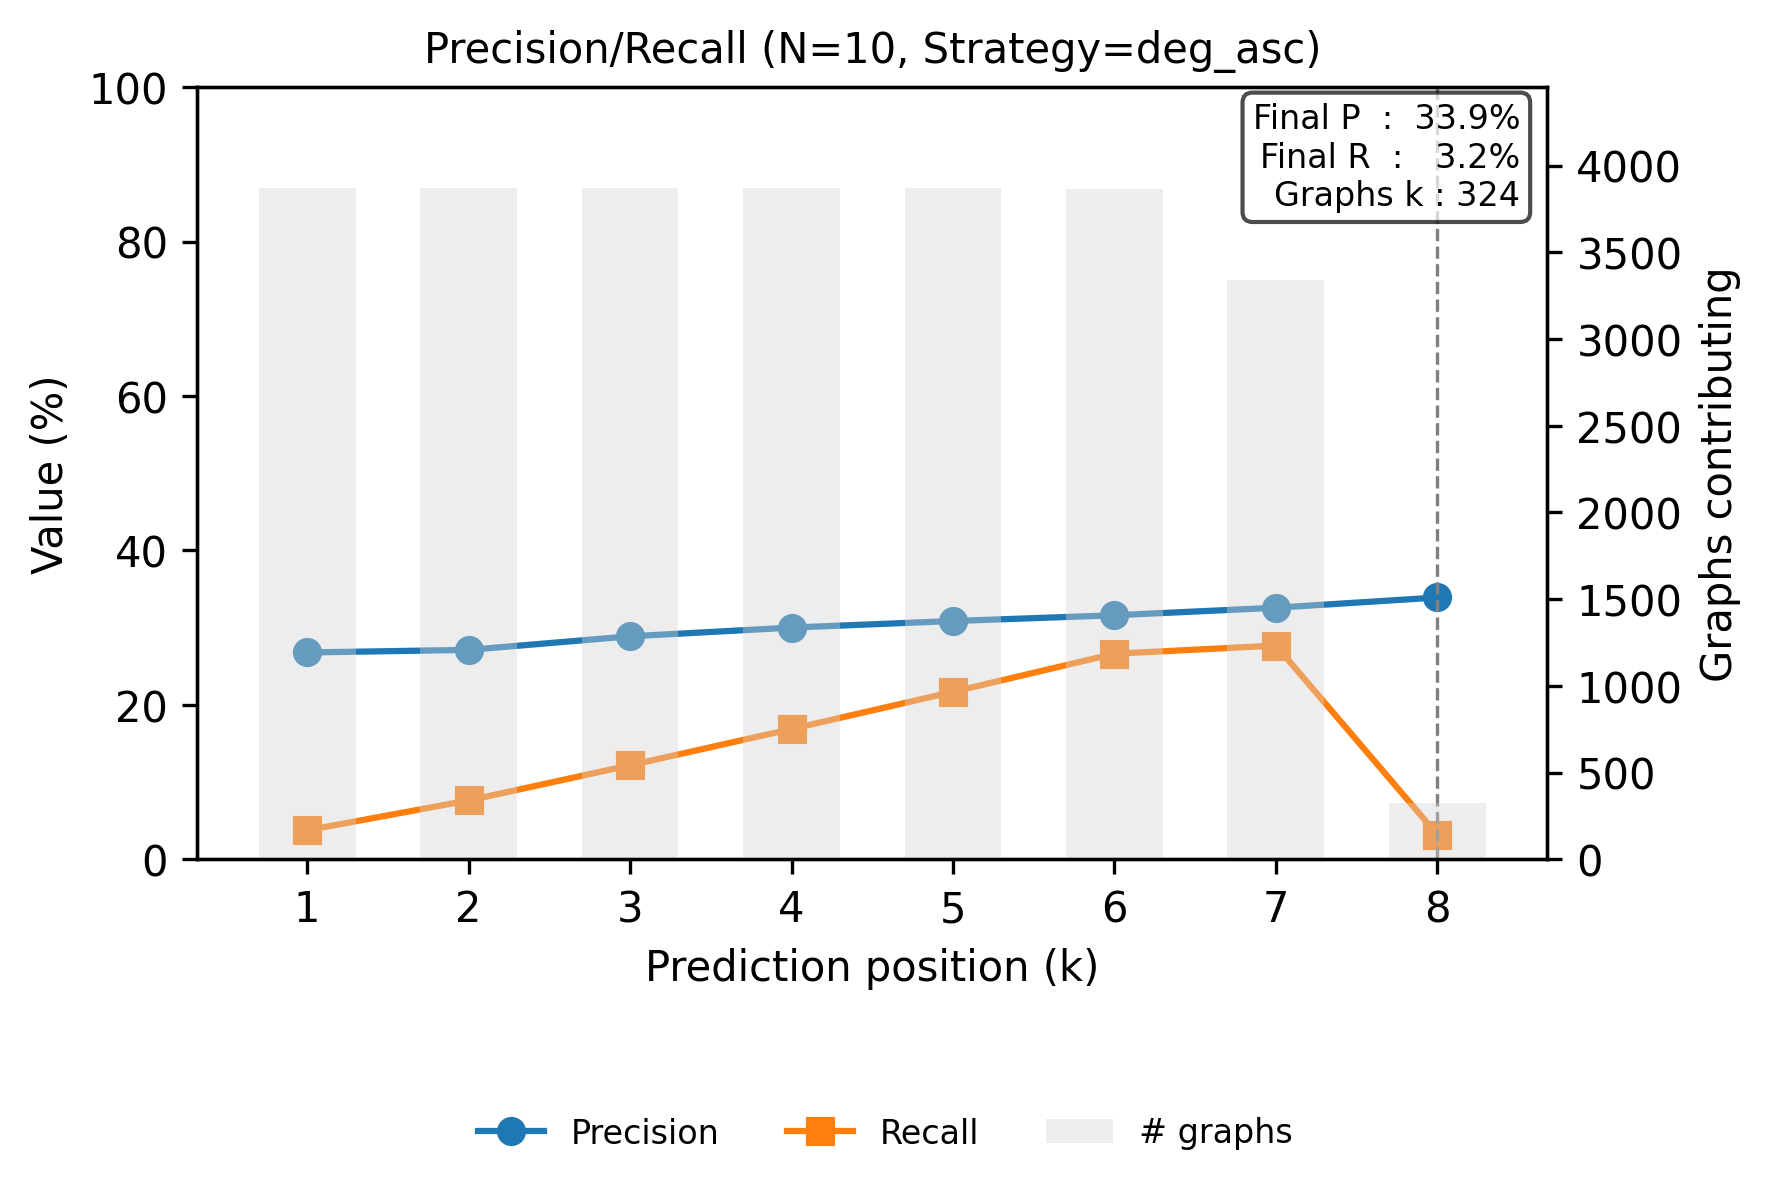 Precision/Recall (N=10, Strategy=deg_asc)
100
80
60
40
20
0
Value (%)
Final P  :  33.9%
Final R  :   3.2%
Graphs k : 324
4000
3500
3000
2500
2000
1500
1000
500
0
Graphs contributing
1 2 3 4 5 6 7 8
Prediction position (k)
Precision Recall # graphs